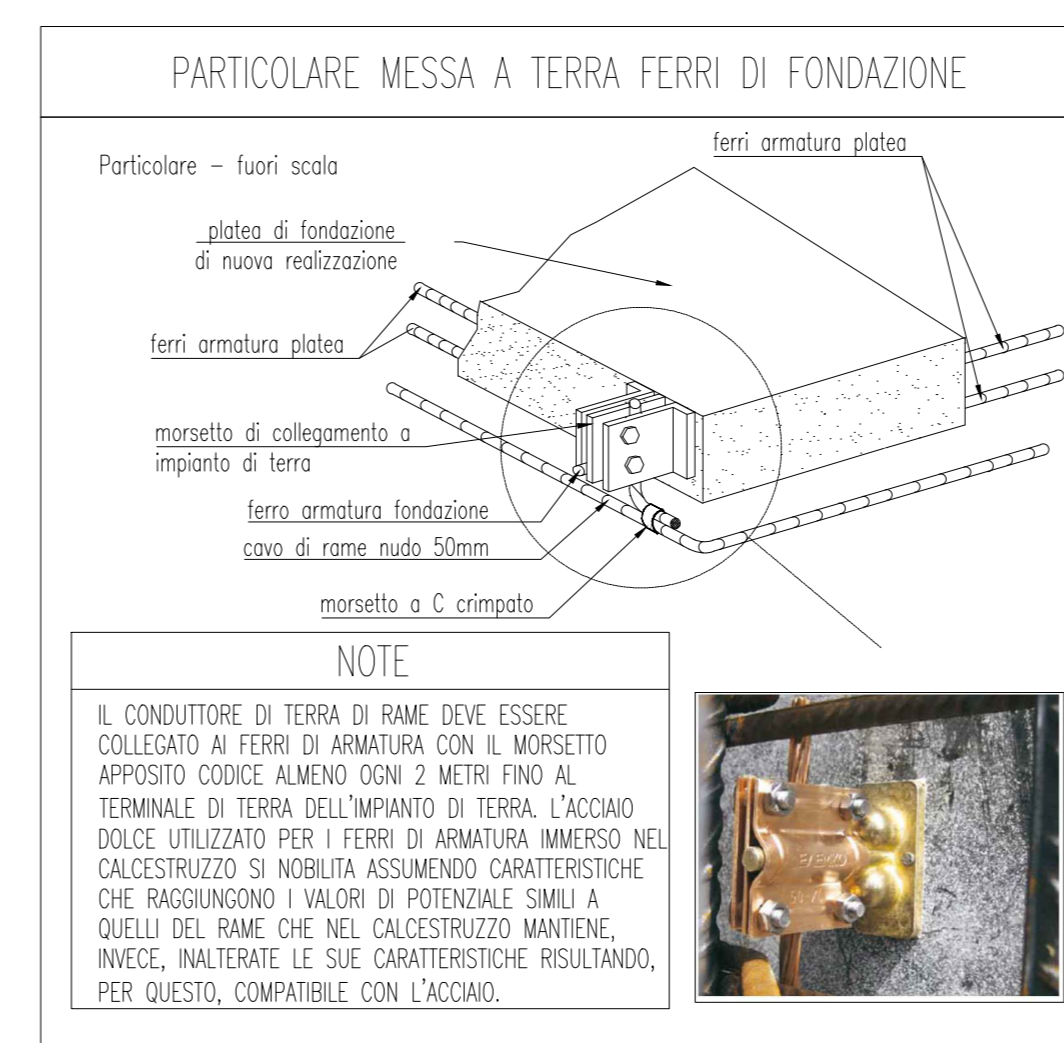 PARTICOLARE MESSA A TERRA FERRI DI FONDAZIONE
Particolare – fuori scala
ferri armatura platea
platea di fondazione
di nuova realizzazione
ferri armatura platea
morsetto di collegamento a
impianto di terra
ferro armatura fondazione
cavo di rame nudo 50mm
morsetto a C crimpato
NOTE
IL CONDUTTORE DI TERRA DI RAME DEVE ESSERE
COLLEGATO AI FERRI DI ARMATURA CON IL MORSETTO
APPOSITO CODICE ALMENO OGNI 2 METRI FINO AL
TERMINALE DI TERRA DELL'IMPIANTO DI TERRA. L'ACCIAIO
DOLCE UTILIZZATO PER I FERRI DI ARMATURA IMMERSO NEL
CALCESTRUZZO SI NOBILITA ASSUMENDO CARATTERISTICHE
CHE RAGGIUNGONO I VALORI DI POTENZIALE SIMILI A
QUELLI DEL RAME CHE NEL CALCESTRUZZO MANTIENE,
INVECE, INALTERATE LE SUE CARATTERISTICHE RISULTANDO,
PER QUESTO, COMPATIBILE CON L'ACCIAIO.